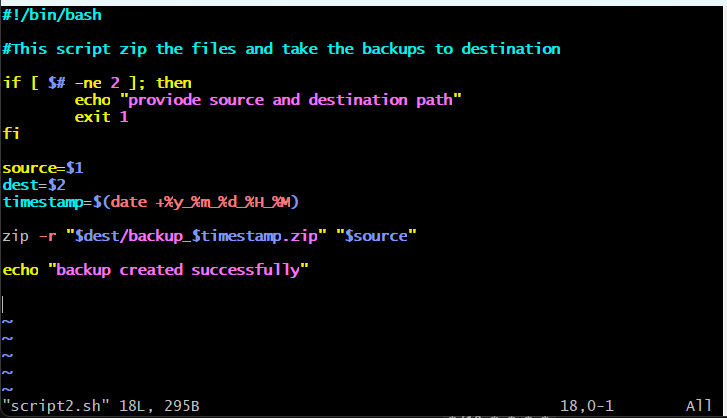 #!/bin/bash
#This script zip the files and take the backups to destination
if [ $# -ne 2 ]; then
echo "proviode source and destination path"
exit 1
fi
source=$1
dest=$2
timestamp=$(date +%y_%m_%d_%H_%M)
zip -r "$dest/backup_$timestamp.zip" "$source"
echo "backup created successfully"
~
~
~
~
~
"script2.sh" 18L, 295B 18,0-1 All